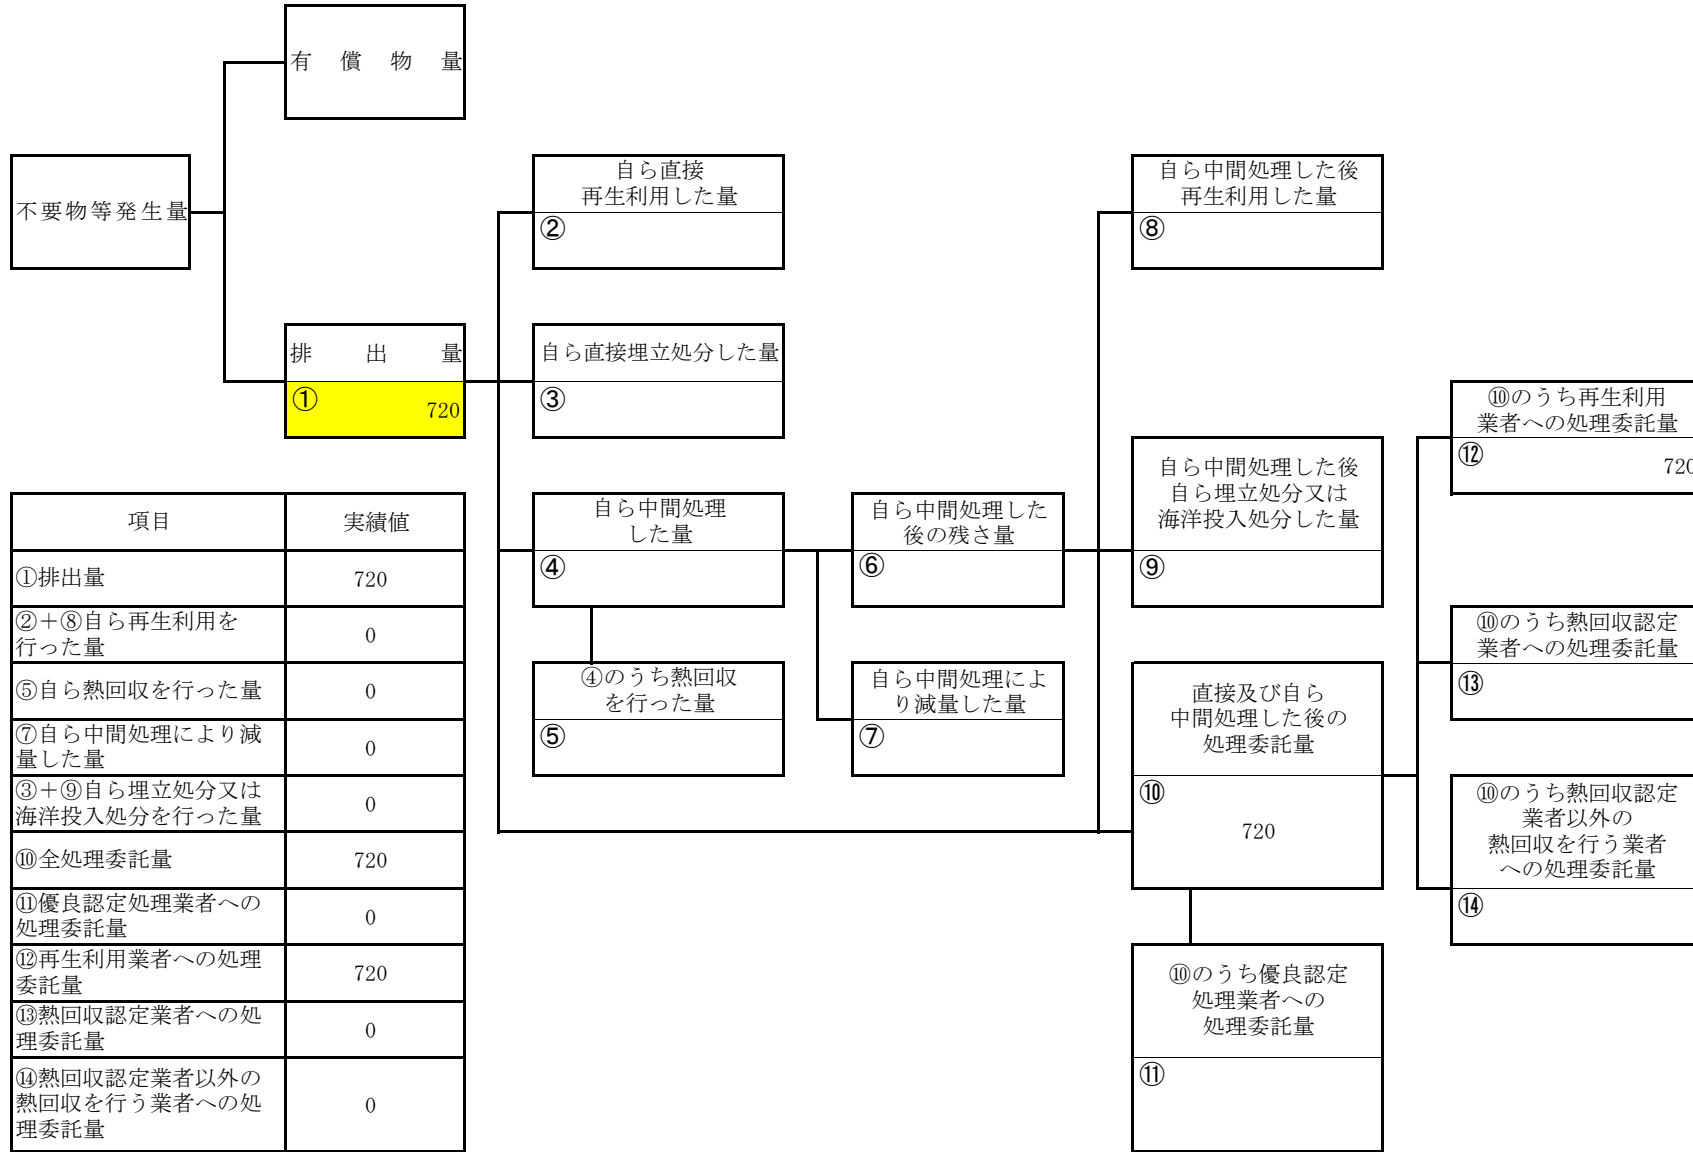 有償物量
不要物等発生量
自ら直接
再生利用した量
②
自ら中間処理した後
再生利用した量
⑧
排出量
① 720
自ら直接埋立処分した量
③
⑩のうち再生利用
業者への処理委託量
⑫ 720
自ら中間処理
した量
④
自ら中間処理した
後の残さ量
⑥
自ら中間処理した後
自ら埋立処分又は
海洋投入処分した量
⑨
④のうち熱回収
を行った量
⑤
自ら中間処理によ
り減量した量
⑦
直接及び自ら
中間処理した後の
処理委託量
⑩
720
⑩のうち熱回収認定
業者への処理委託量
⑬
⑩のうち熱回収認定
業者以外の
熱回収を行う業者
への処理委託量
⑭
⑩のうち優良認定
処理業者への
処理委託量
⑪
項目 実績値
①排出量 720
②＋⑧自ら再生利用を
行った量 0
⑤自ら熱回収を行った量 0
⑦自ら中間処理により減
量した量 0
③＋⑨自ら埋立処分又は
海洋投入処分を行った量 0
⑩全処理委託量 720
⑪優良認定処理業者への
処理委託量 0
⑫再生利用業者への処理
委託量 720
⑬熱回収認定業者への処
理委託量 0
⑭熱回収認定業者以外の
熱回収を行う業者への処
理委託量 0